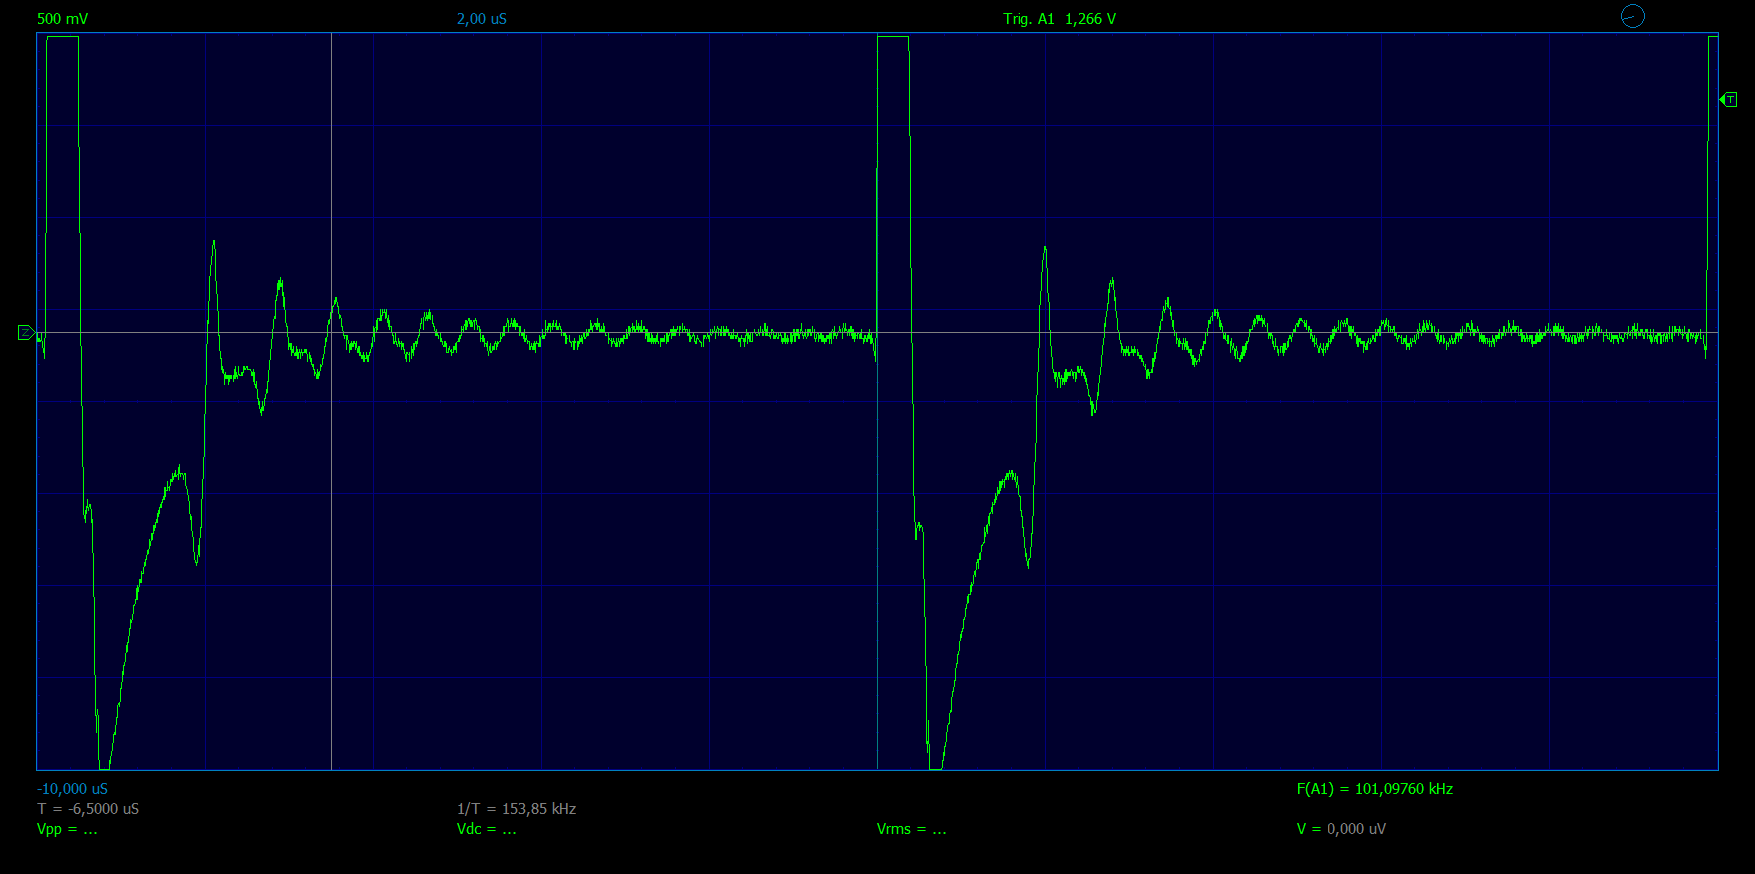 500 mV 2,00 uS Trig. A1 1,266 V
T
Z
-10,000 uS F(A1) = 101,09760 kHz
T = -6,5000 uS 1/T = 153,85 kHz
Vpp = ... Vdc = ... Vrms = ... V = 0,000 uV